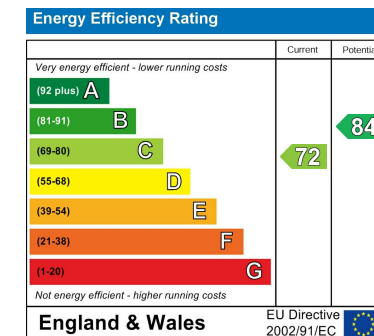 Energy Efficiency Rating
Current Potentia
Very energy efficient - lower running costs
(92 plus) A
(81-91) B
84
(69-80) C
72
(55-68) D
(39-54) E
(21-38) F
(1-20) G
Not energy efficient - higher running costs
England & Wales
EU Directive
2002/91/EC